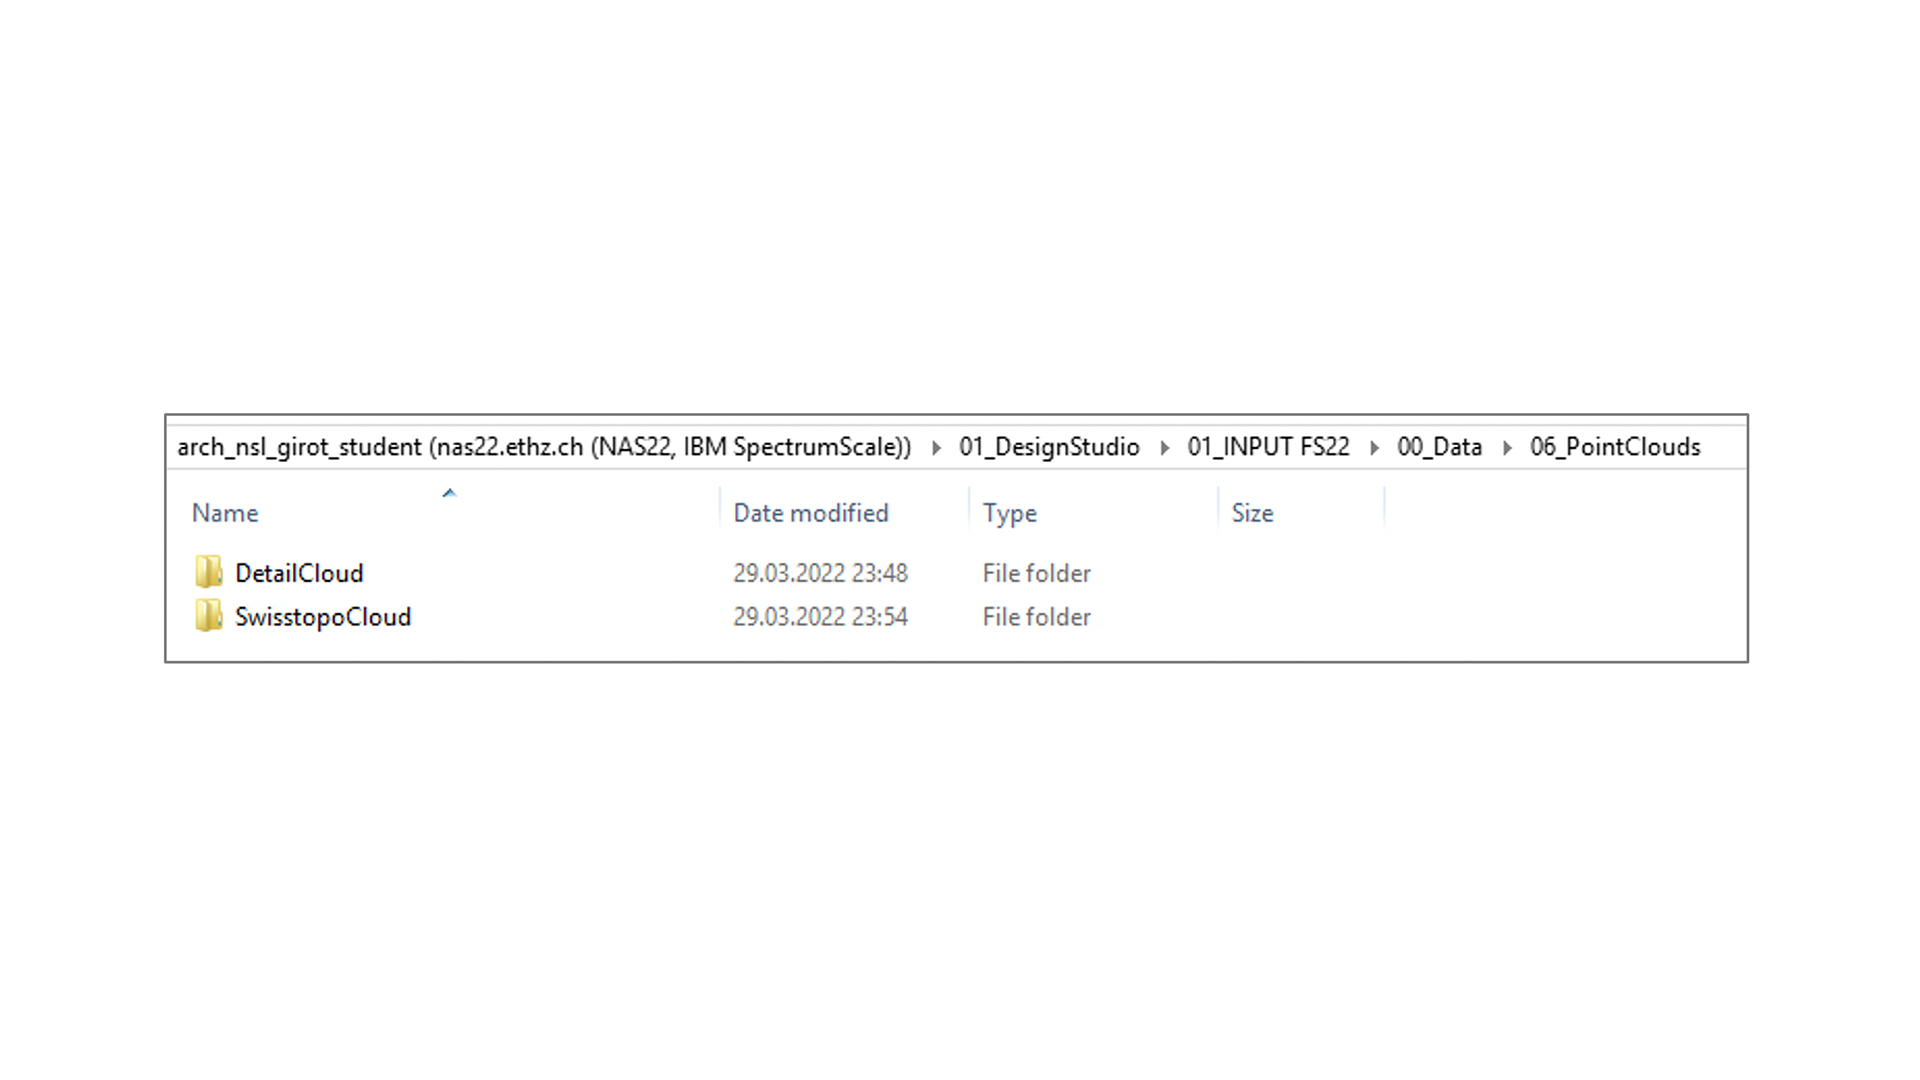 arch_nsl_girot_student (nas22.ethz.ch (NAS22, IBM SpectrumScale)) 01_DesignStudio 01_INPUT FS22 00_Data 06_PointClouds
Name Date modified Type Size
DetailCloud 29.03.2022 23:48 File folder
SwisstopoCloud 29.03.2022 23:54 File folder